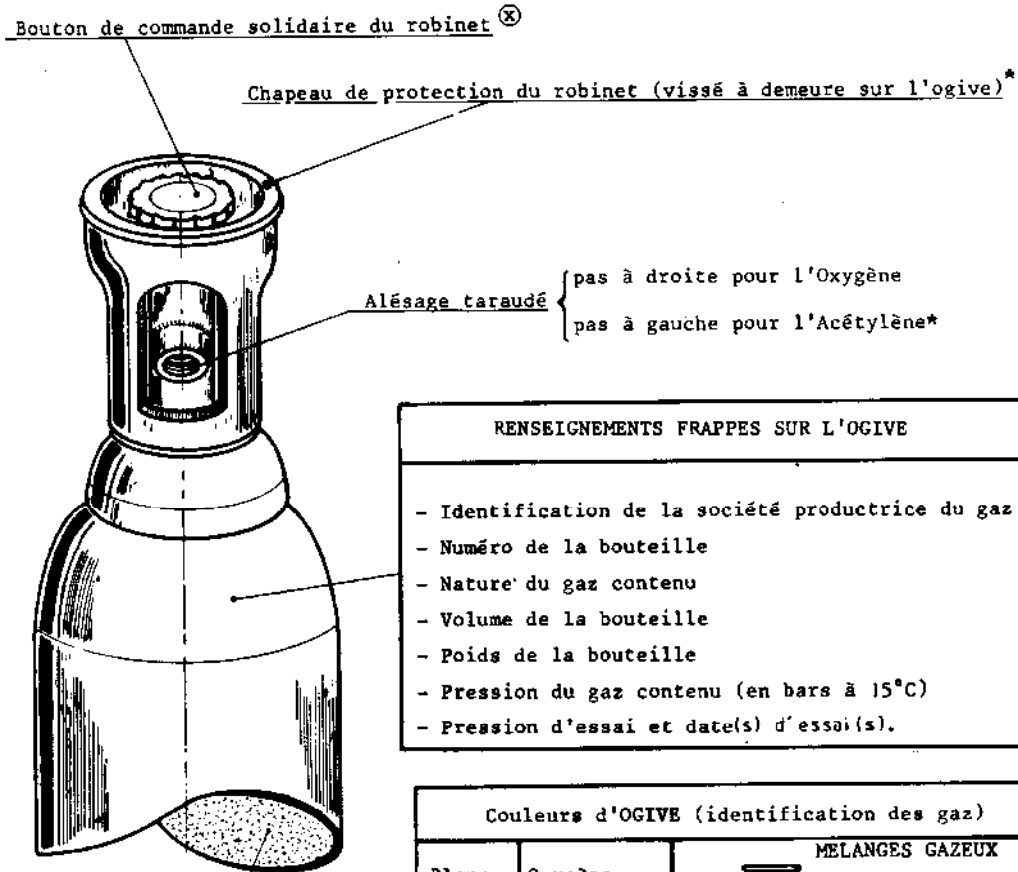 Bouton de commande solidaire du robinet ⓧ
Chapeau de protection du robinet (vissé à demeure sur l'ogive)*
Alésage taraudé
pas à droite pour l'Oxygène
pas à gauche pour l'Acétylène*
RENSEIGNEMENTS FRAPPES SUR L'OGIVE
- Identification de la société productrice du gaz
- Numéro de la bouteille
- Nature du gaz contenu
- Volume de la bouteille
- Poids de la bouteille
- Pression du gaz contenu (en bars à 15°C)
- Pression d'essai et date(s) d'essai(s).
Couleurs d'OGIVE (identification des gaz)
MELANGES GAZEUX